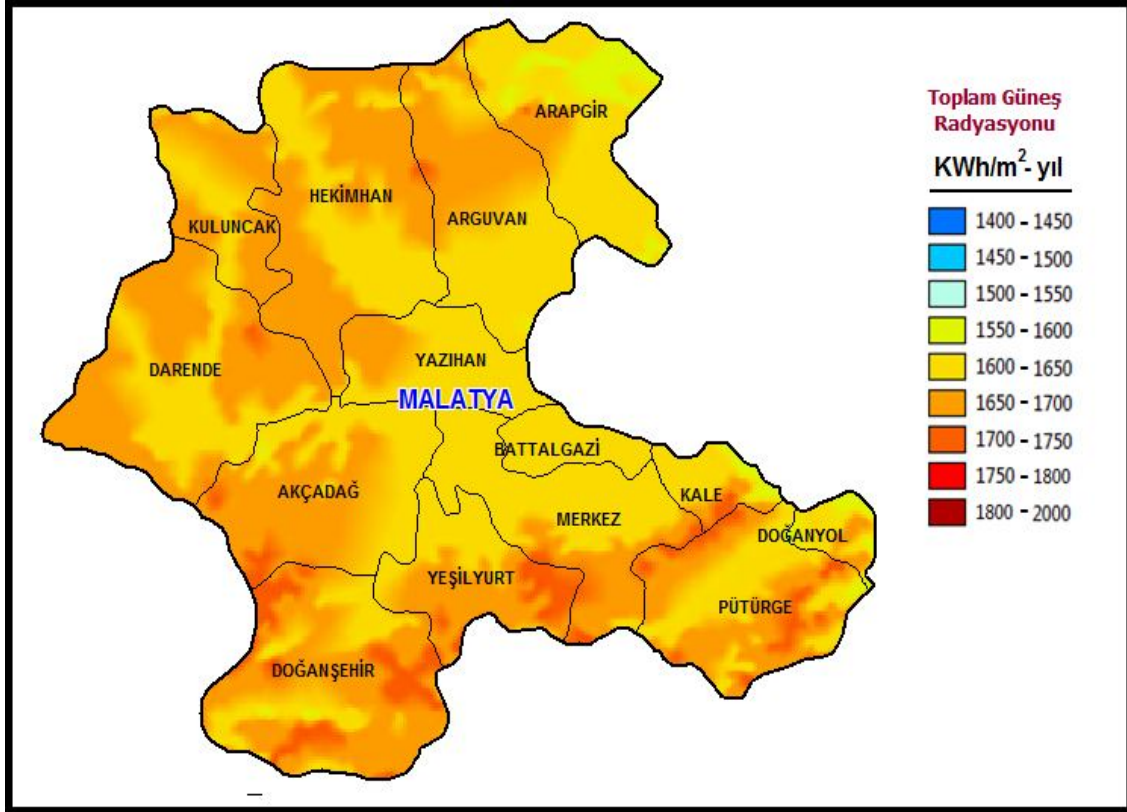 ARAPGİR
HEKİMHAN
ARGUVAN
KULUNCAK
DARENDE
YAZIHAN
MALATYA
BATTALGAZİ
AKÇADAĞ
KALE
MERKEZ
DOĞANYOL
YEŞİLYURT
PÜTÜRGE
DOĞANŞEHİR
Toplam Güneş
Radyasyonu
KWh/m²- yıl
1400 - 1450
1450 - 1500
1500 - 1550
1550 - 1600
1600 - 1650
1650 - 1700
1700 - 1750
1750 - 1800
1800 - 2000